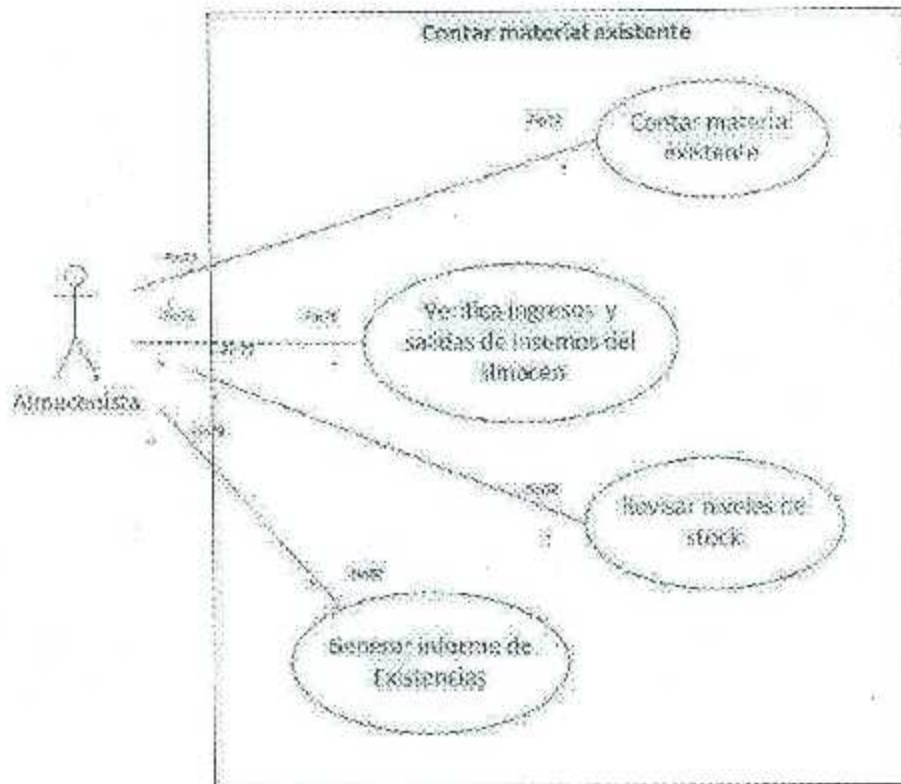 Contar material existente
Contar material
existente
Verifica ingresos y
salidas de insumos del
almacen
Almacenista
Revisar niveles de
stock
Generar informe de
Existencias